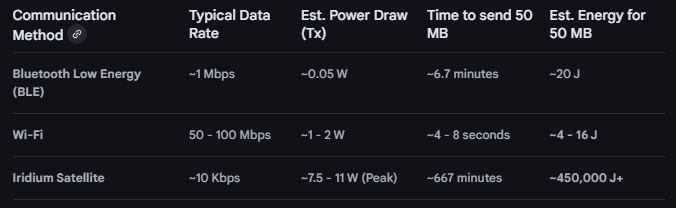 Communication Method Typical Data Rate Est. Power Draw (Tx) Time to send 50 MB Est. Energy for 50 MB
Bluetooth Low Energy (BLE) ~1 Mbps ~0.05 W ~6.7 minutes ~20 J
Wi-Fi 50 - 100 Mbps ~1 - 2 W ~4 - 8 seconds ~4 - 16 J
Iridium Satellite ~10 Kbps ~7.5 - 11 W (Peak) ~667 minutes ~450,000 J+